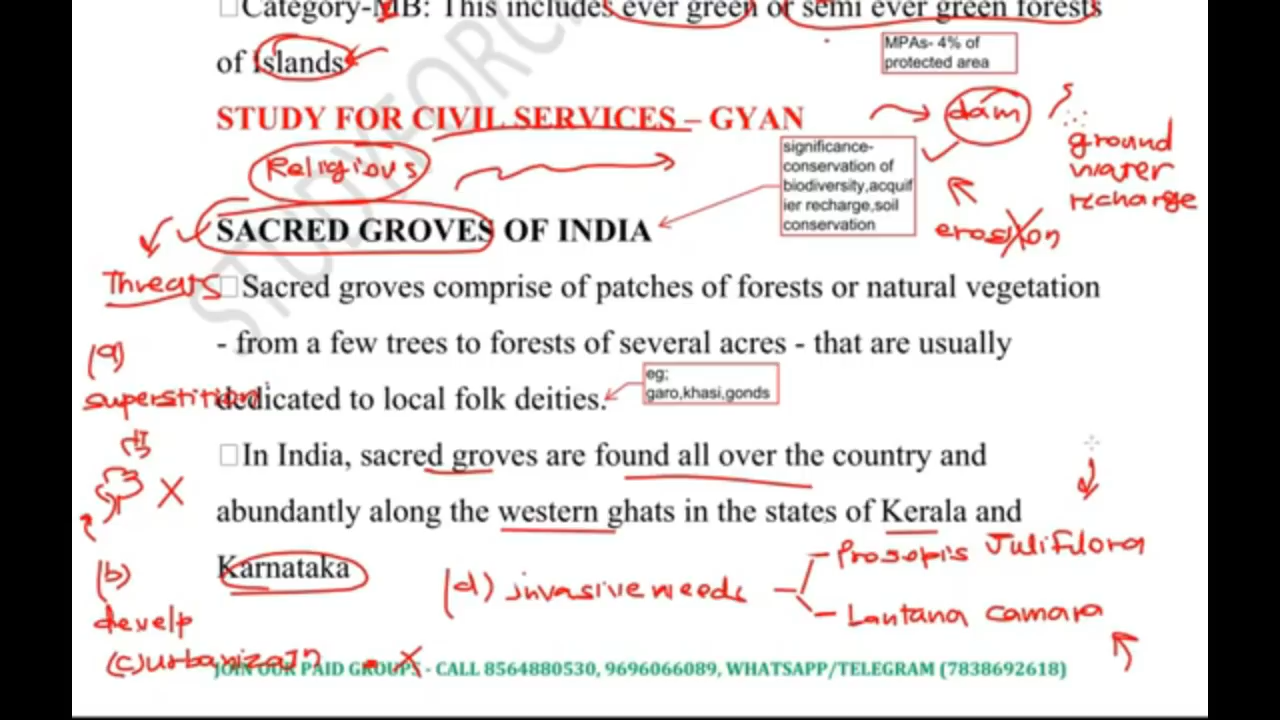 Category-MB: This includes ever green or semi ever green forests
of Islands
MPAs- 4% of
protected area
STUDY FOR CIVIL SERVICES – GYAN
dam
ground
water
recharge
Religious
significance-
conservation of
biodiversity,acquif
ier recharge,soil
conservation
erosion
SACRED GROVES OF INDIA
Threats
□Sacred groves comprise of patches of forests or natural vegetation
- from a few trees to forests of several acres - that are usually
(a)
superstition
dedicated to local folk deities.
eg;
garo,khasi,gonds
□In India, sacred groves are found all over the country and
abundantly along the western ghats in the states of Kerala and
Karnataka
(b)
develp
(c) urbanizatn
(d) invasive weeds
Prosopis Juliflora
Lantana camara
JOIN OUR PAID GROUPS - CALL 8564880530, 9696066089, WHATSAPP/TELEGRAM (7838692618)